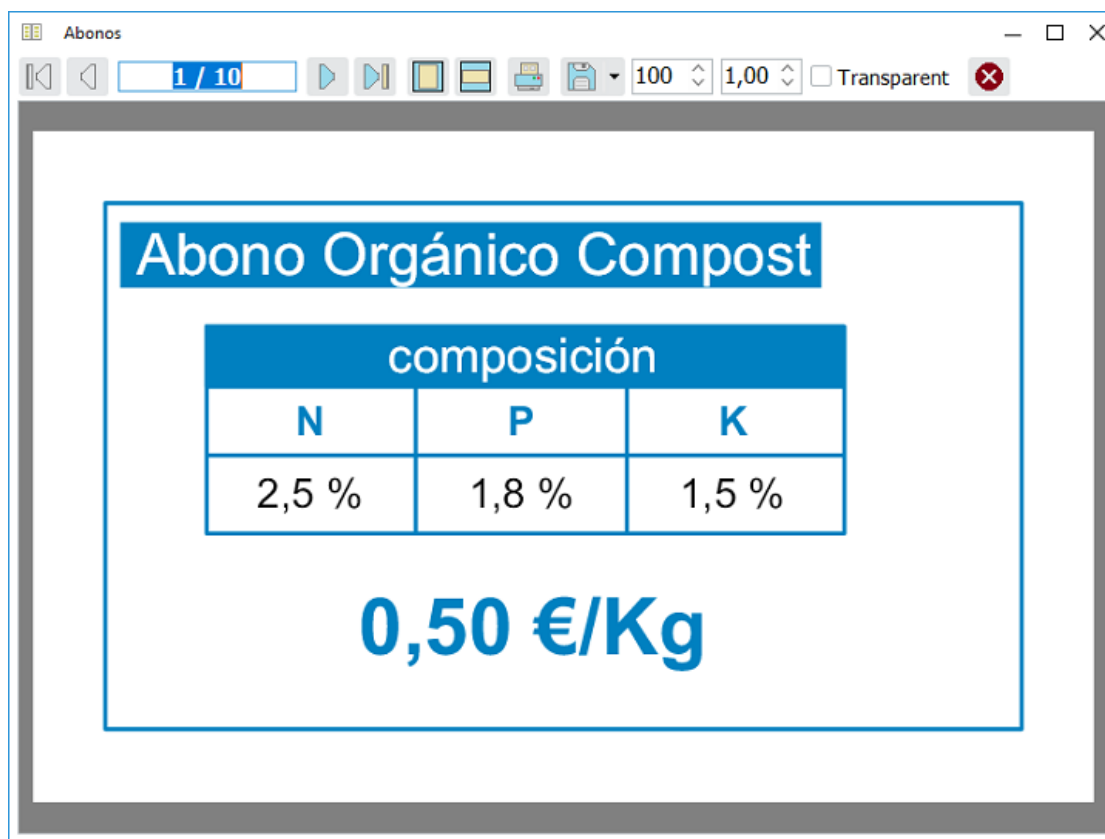 Abonos
1 / 10 100 1,00 Transparent
Abono Orgánico Compost
composición
N P K
2,5 % 1,8 % 1,5 %
0,50 €/Kg